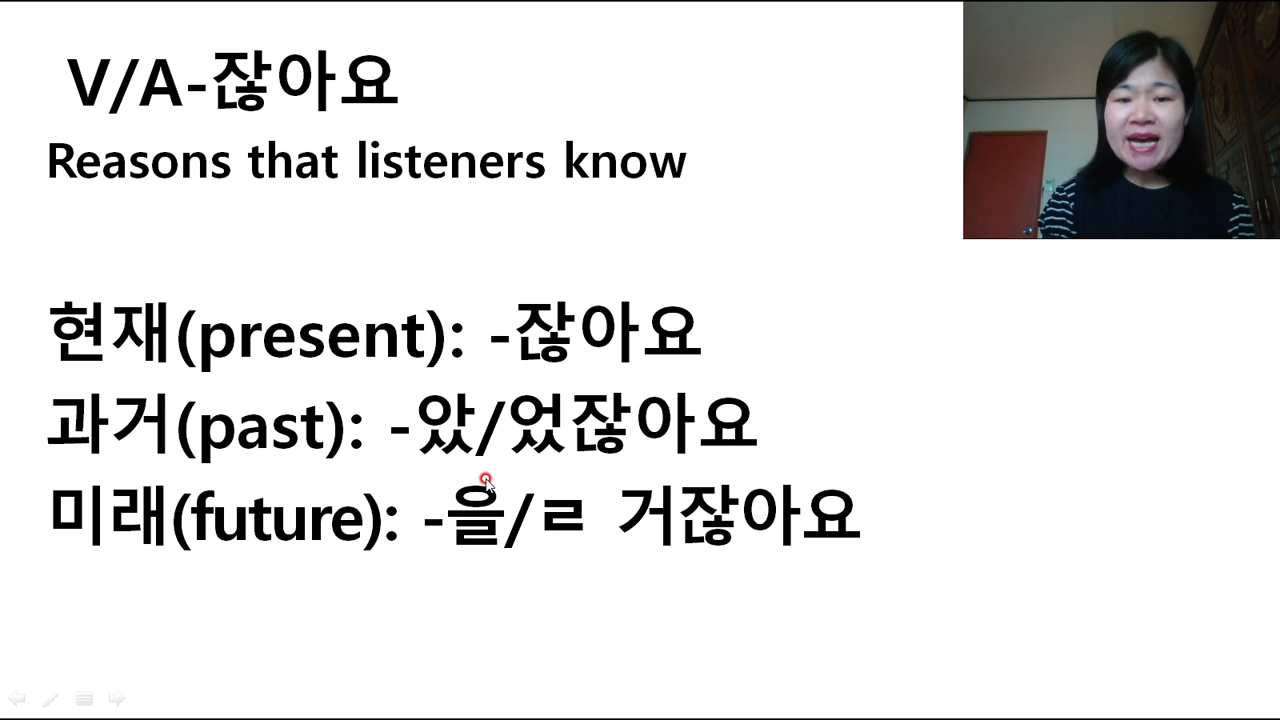 V/A-잖아요
Reasons that listeners know
현재(present): -잖아요
과거(past): -았/었잖아요
미래(future): -을/ㄹ 거잖아요